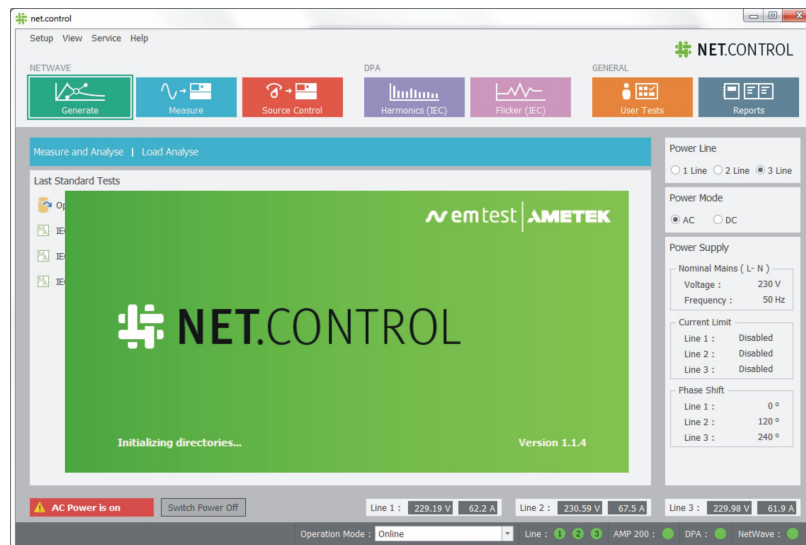 net.control
Setup View Service Help
NET.CONTROL
NETWAVE
DPA
GENERAL
Generate
Measure
Source Control
Harmonics (IEC)
Flicker (IEC)
User Tests
Reports
Measure and Analyse | Load Analyse
Last Standard Tests
Op
IE
IE
IE
em test AMETEK
NET.CONTROL
Initializing directories...
Version 1.1.4
Power Line
1 Line 2 Line 3 Line
Power Mode
AC DC
Power Supply
Nominal Mains ( L- N )
Voltage : 230 V
Frequency : 50 Hz
Current Limit
Line 1 : Disabled
Line 2 : Disabled
Line 3 : Disabled
Phase Shift
Line 1 : 0 °
Line 2 : 120 °
Line 3 : 240 °
AC Power is on
Switch Power Off
Line 1 : 229.19 V 62.2 A
Line 2 : 230.59 V 67.5 A
Line 3 : 229.98 V 61.9 A
Operation Mode : Online
Line : 1 2 3
AMP 200 :
DPA :
NetWave :